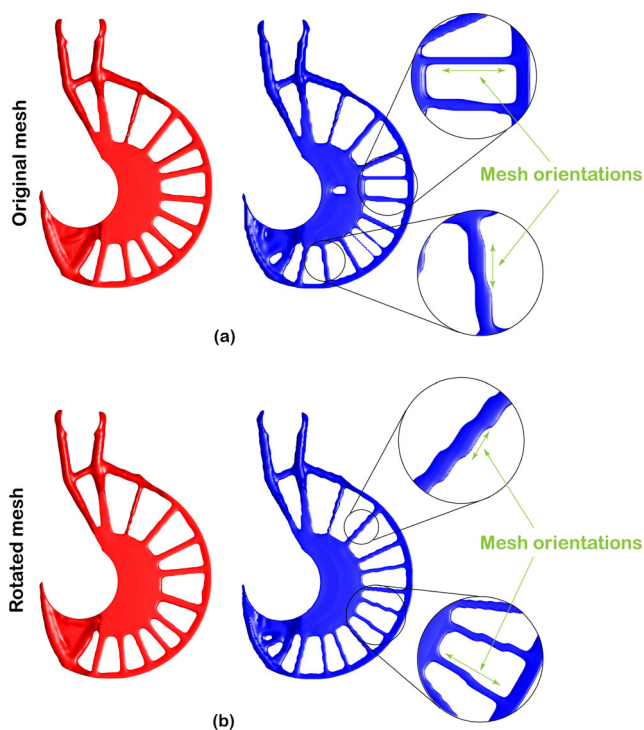 Original mesh
Mesh orientations
(a)
Rotated mesh
Mesh orientations
(b)